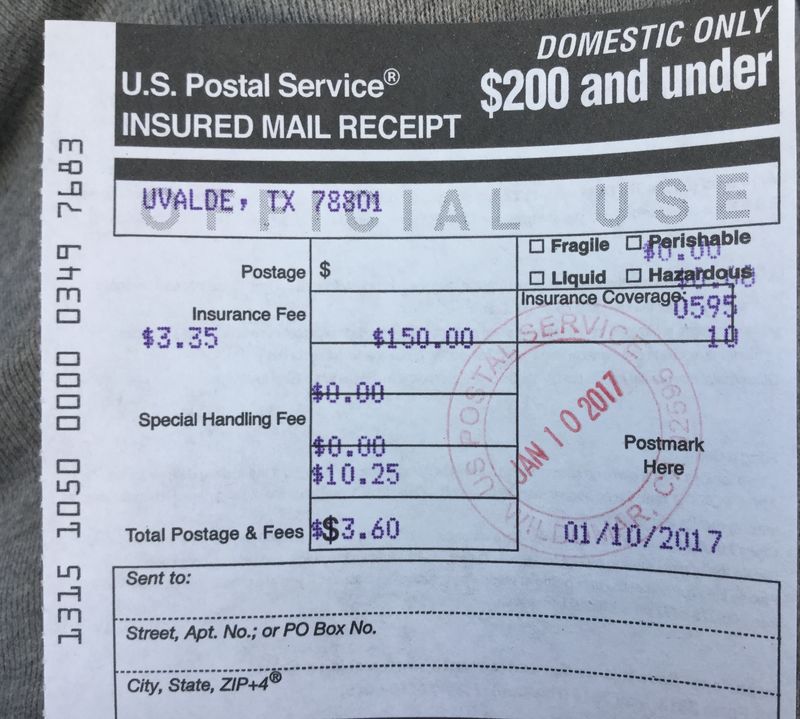 DOMESTIC ONLY
$200 and under
U.S. Postal Service®
INSURED MAIL RECEIPT
OFFICIAL USE
UVALDE, TX 78801
Postage $
☐ Fragile ☐ Perishable
$0.00
☐ Liquid ☐ Hazardous
Insurance Coverage:
0595
10
Insurance Fee
$3.35 $150.00
$0.00
Special Handling Fee
$0.00
$10.25
US POSTAL SERVICE
WILDOMAR, CA 92595
JAN 10 2017
Postmark
Here
Total Postage & Fees $ $3.60
01/10/2017
Sent to:
Street, Apt. No.; or PO Box No.
City, State, ZIP+4®
1315 1050 0000 0349 7683